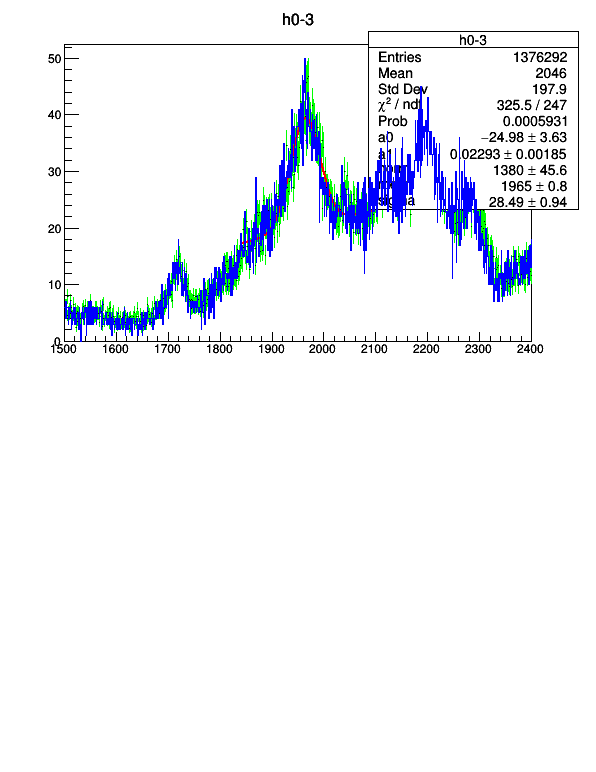 h0-3
h0-3
Entries 1376292
Mean 2046
Std Dev 197.9
χ² / ndf 325.5 / 247
Prob 0.0005931
a0 −24.98 ± 3.63
a1 0.02293 ± 0.00185
1380 ± 45.6
1965 ± 0.8
sigma 28.49 ± 0.94
50
40
30
20
10
0
1500 1600 1700 1800 1900 2000 2100 2200 2300 2400